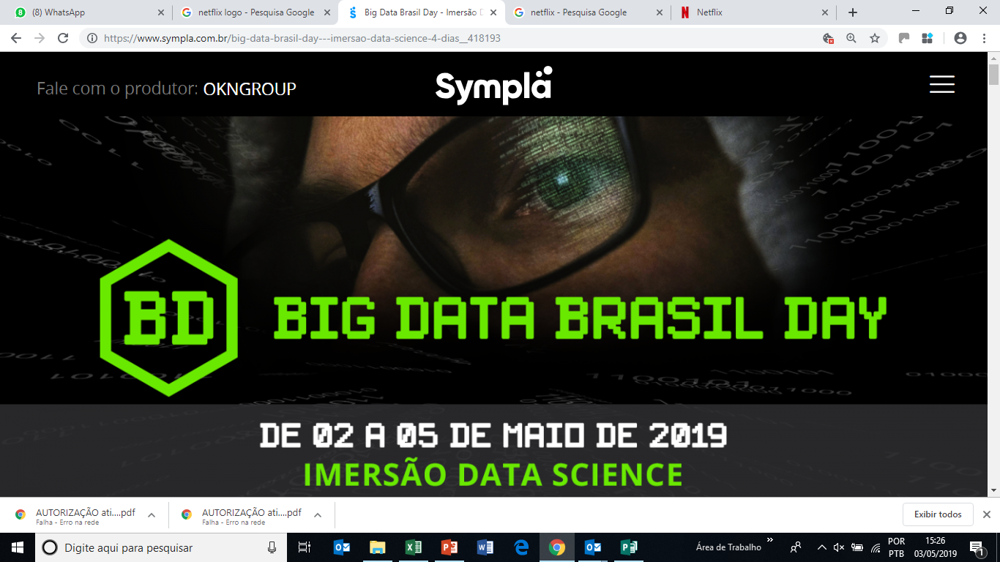 (8) WhatsApp
netflix logo - Pesquisa Google
Big Data Brasil Day - Imersão D
netflix - Pesquisa Google
Netflix
https://www.sympla.com.br/big-data-brasil-day---imersao-data-science-4-dias__418193
Fale com o produtor: OKNGROUP
Symplä
BD
BIG DATA BRASIL DAY
DE 02 A 05 DE MAIO DE 2019
IMERSÃO DATA SCIENCE
AUTORIZAÇÃO ati....pdf
Falha - Erro na rede
AUTORIZAÇÃO ati....pdf
Falha - Erro na rede
Exibir todos
Digite aqui para pesquisar
Área de Trabalho
POR
PTB
15:26
03/05/2019
1